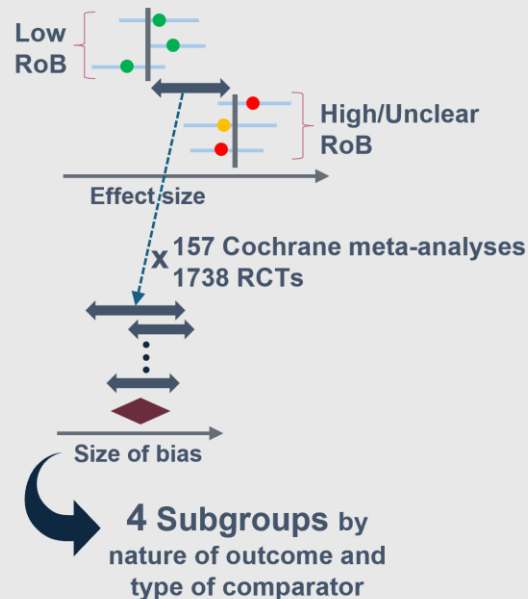 Low
RoB
High/Unclear
RoB
Effect size
x 157 Cochrane meta-analyses
1738 RCTs
Size of bias
4 Subgroups by
nature of outcome and
type of comparator